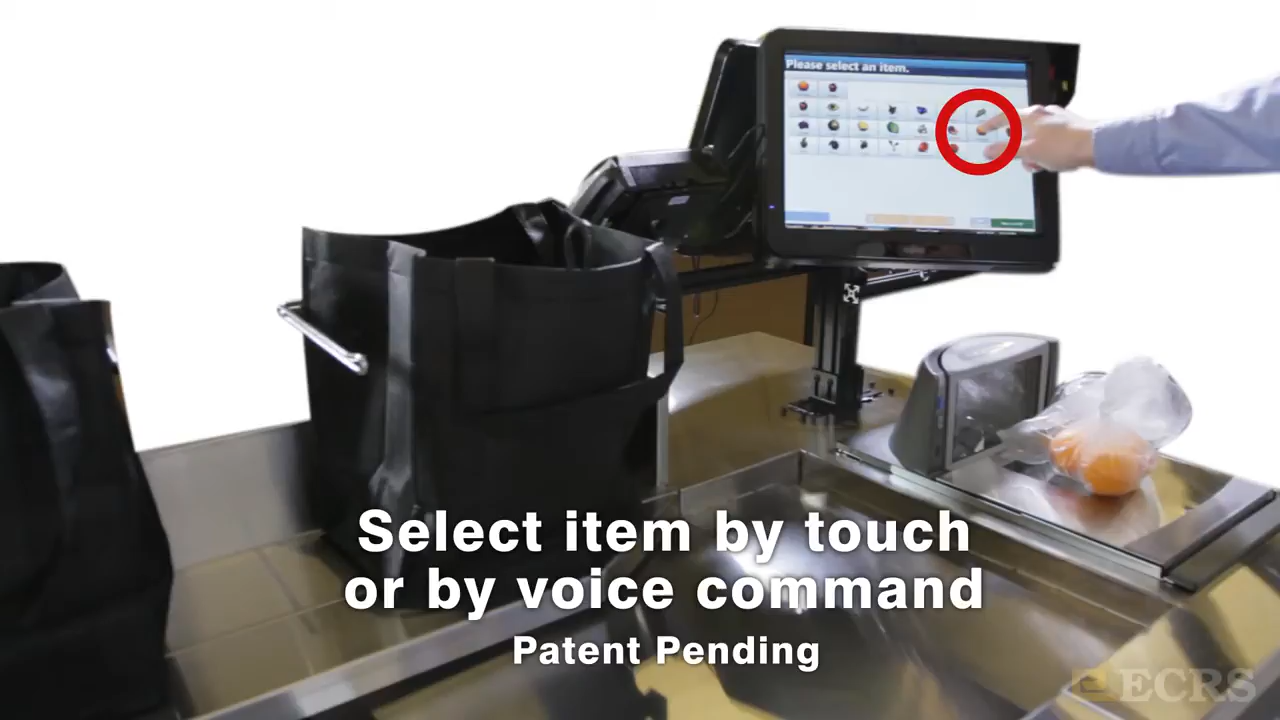 Please select an item.
Select item by touch
or by voice command
Patent Pending
ECRS